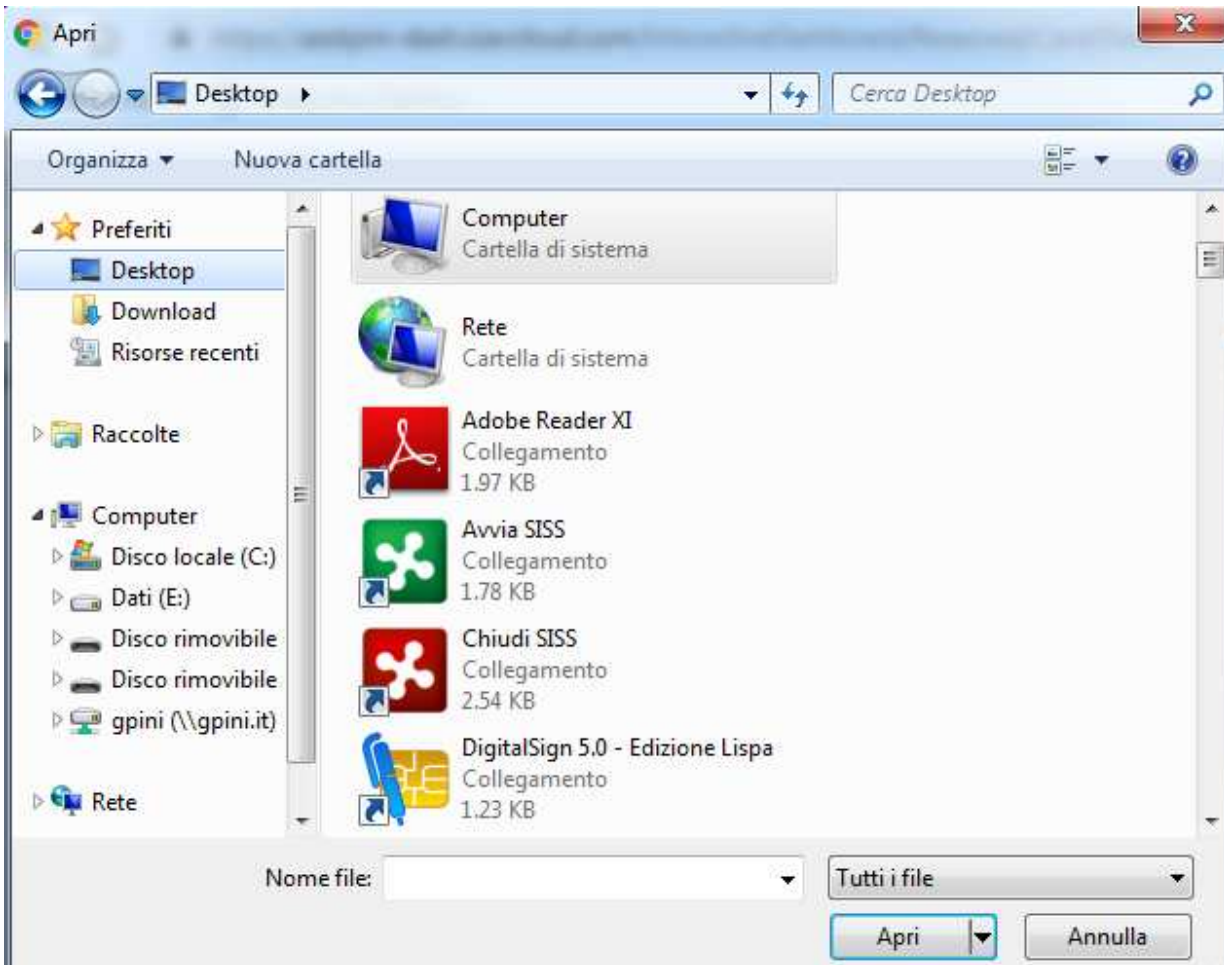 Apri
Desktop
Cerca Desktop
Organizza
Nuova cartella
Preferiti
Desktop
Download
Risorse recenti
Raccolte
Computer
Disco locale (C:)
Dati (E:)
Disco rimovibile
Disco rimovibile
gpini (\\gpini.it)
Rete
Computer
Cartella di sistema
Rete
Cartella di sistema
Adobe Reader XI
Collegamento
1.97 KB
Avvia SISS
Collegamento
1.78 KB
Chiudi SISS
Collegamento
2.54 KB
DigitalSign 5.0 - Edizione Lispa
Collegamento
1.23 KB
Nome file:
Tutti i file
Apri
Annulla